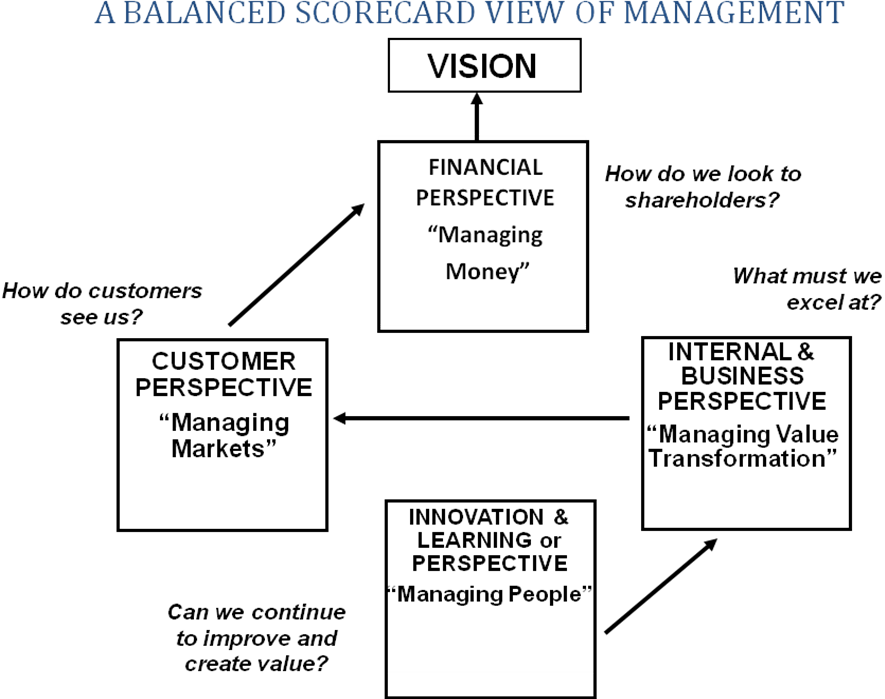 A BALANCED SCORECARD VIEW OF MANAGEMENT
VISION
FINANCIAL
PERSPECTIVE
“Managing
Money”
How do we look to
shareholders?
How do customers
see us?
What must we
excel at?
CUSTOMER
PERSPECTIVE
“Managing
Markets”
INTERNAL &
BUSINESS
PERSPECTIVE
“Managing Value
Transformation”
INNOVATION &
LEARNING or
PERSPECTIVE
“Managing People”
Can we continue
to improve and
create value?